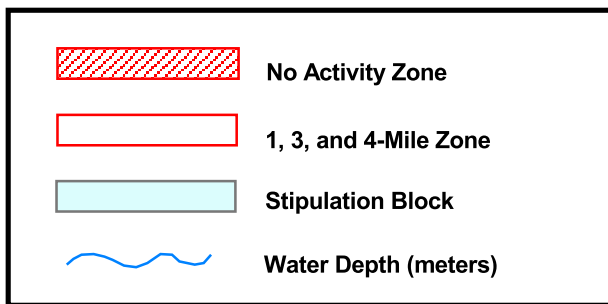 No Activity Zone
1, 3, and 4-Mile Zone
Stipulation Block
Water Depth (meters)